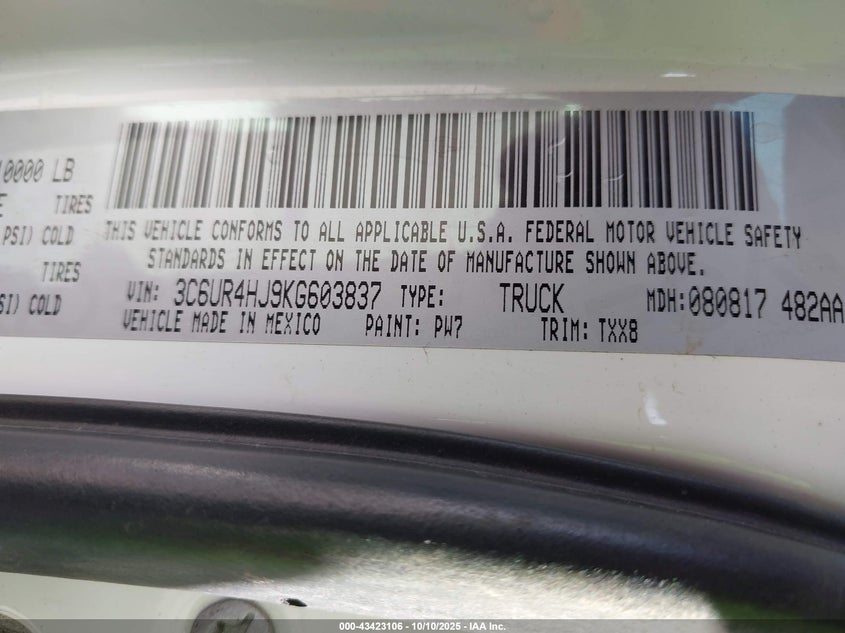 10000 LB
TIRES
PSI) COLD
TIRES
SI) COLD
THIS VEHICLE CONFORMS TO ALL APPLICABLE U.S.A. FEDERAL MOTOR VEHICLE SAFETY
STANDARDS IN EFFECT ON THE DATE OF MANUFACTURE SHOWN ABOVE.
VIN: 3C6UR4HJ9KG603837 TYPE: TRUCK MDH:080817 482AA
VEHICLE MADE IN MEXICO PAINT: PW7 TRIM: TXX8
000-43423106 - 10/10/2025 - IAA Inc.